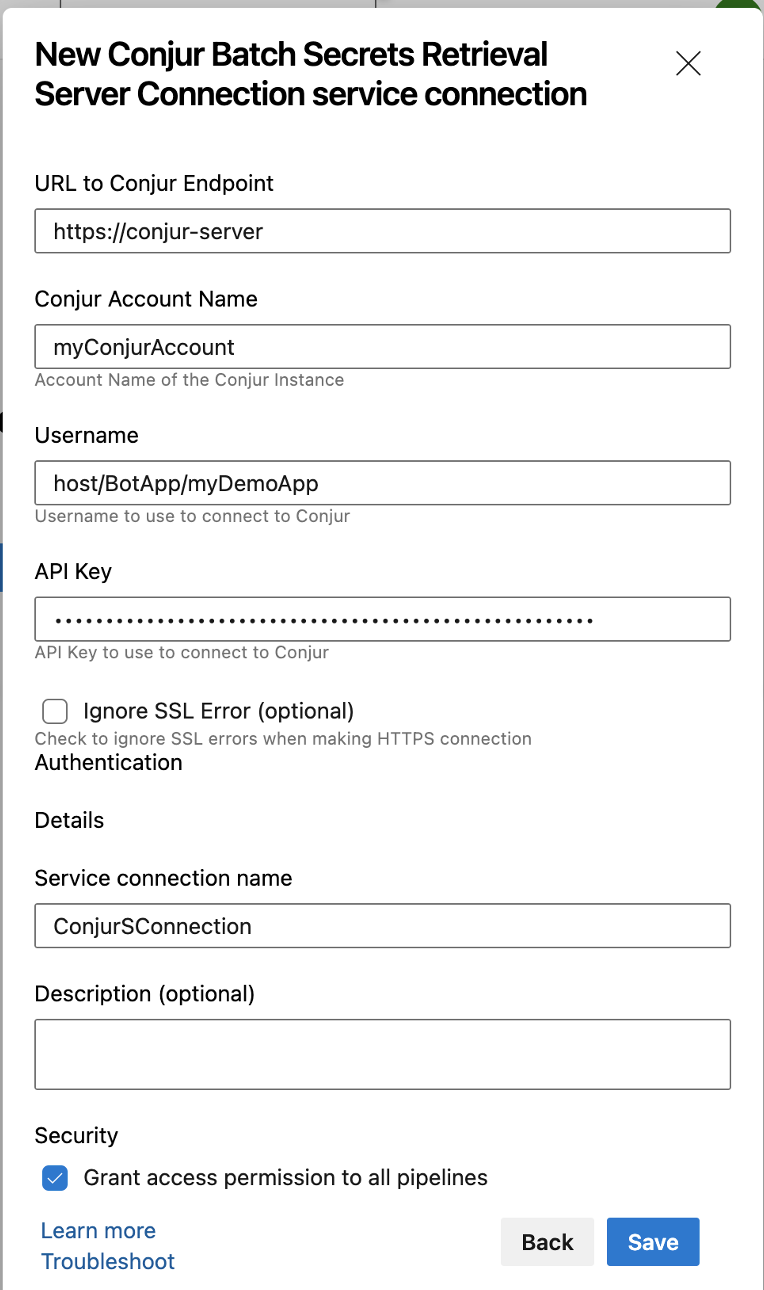 New Conjur Batch Secrets Retrieval
Server Connection service connection
URL to Conjur Endpoint
https://conjur-server
Conjur Account Name
myConjurAccount
Account Name of the Conjur Instance
Username
host/BotApp/myDemoApp
Username to use to connect to Conjur
API Key
API Key to use to connect to Conjur
Ignore SSL Error (optional)
Check to ignore SSL errors when making HTTPS connection
Authentication
Details
Service connection name
ConjurSConnection
Description (optional)
Security
Grant access permission to all pipelines
Learn more
Troubleshoot
Back
Save